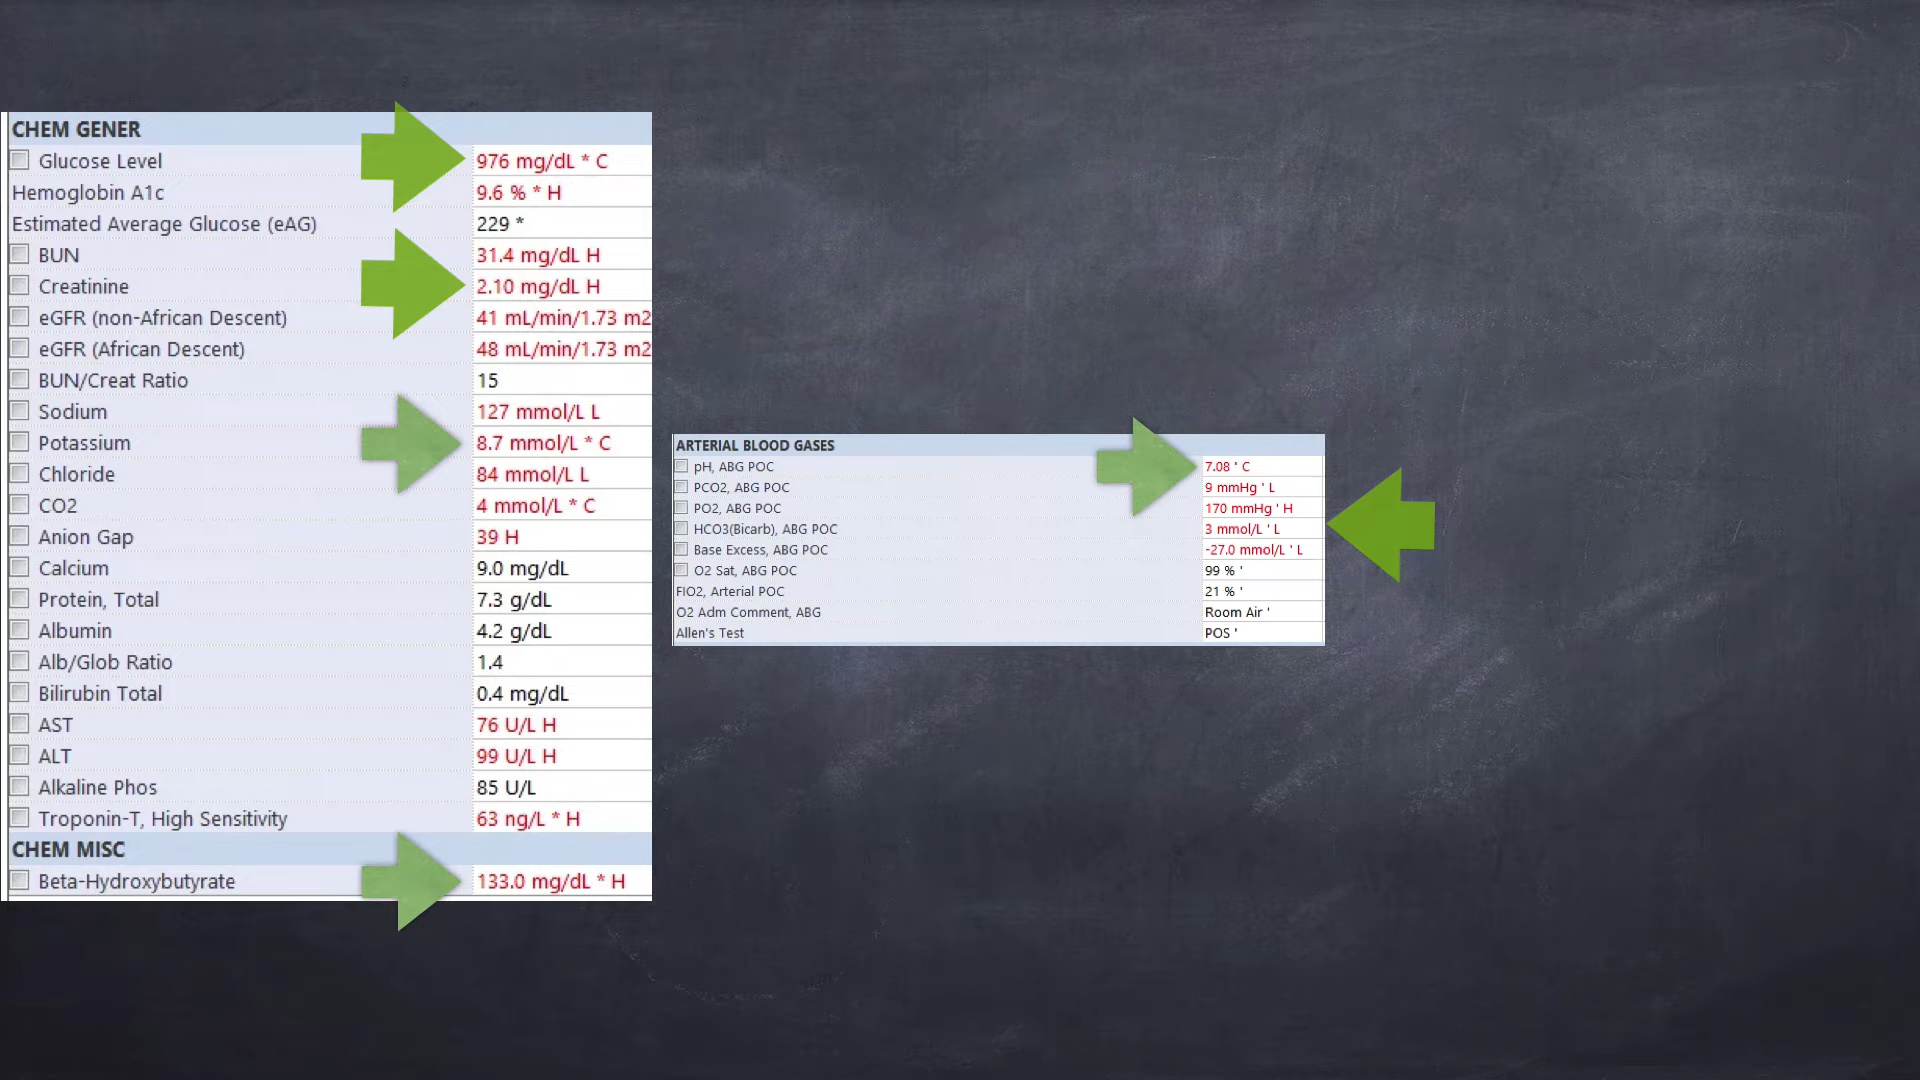 CHEM GENER
Glucose Level 976 mg/dL * C
Hemoglobin A1c 9.6 % * H
Estimated Average Glucose (eAG) 229 *
BUN 31.4 mg/dL H
Creatinine 2.10 mg/dL H
eGFR (non-African Descent) 41 mL/min/1.73 m2
eGFR (African Descent) 48 mL/min/1.73 m2
BUN/Creat Ratio 15
Sodium 127 mmol/L L
Potassium 8.7 mmol/L * C
Chloride 84 mmol/L L
CO2 4 mmol/L * C
Anion Gap 39 H
Calcium 9.0 mg/dL
Protein, Total 7.3 g/dL
Albumin 4.2 g/dL
Alb/Glob Ratio 1.4
Bilirubin Total 0.4 mg/dL
AST 76 U/L H
ALT 99 U/L H
Alkaline Phos 85 U/L
Troponin-T, High Sensitivity 63 ng/L * H
CHEM MISC
Beta-Hydroxybutyrate 133.0 mg/dL * H
ARTERIAL BLOOD GASES
pH, ABG POC 7.08 ' C
PCO2, ABG POC 9 mmHg ' L
PO2, ABG POC 170 mmHg ' H
HCO3(Bicarb), ABG POC 3 mmol/L ' L
Base Excess, ABG POC -27.0 mmol/L ' L
O2 Sat, ABG POC 99 % '
FIO2, Arterial POC 21 % '
O2 Adm Comment, ABG Room Air '
Allen's Test POS '